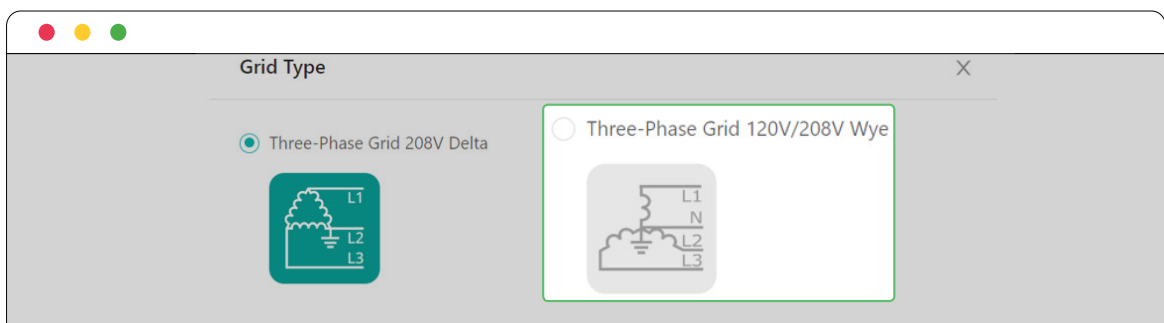 Grid Type
Three-Phase Grid 208V Delta
L1
L2
L3
Three-Phase Grid 120V/208V Wye
L1
N
L2
L3